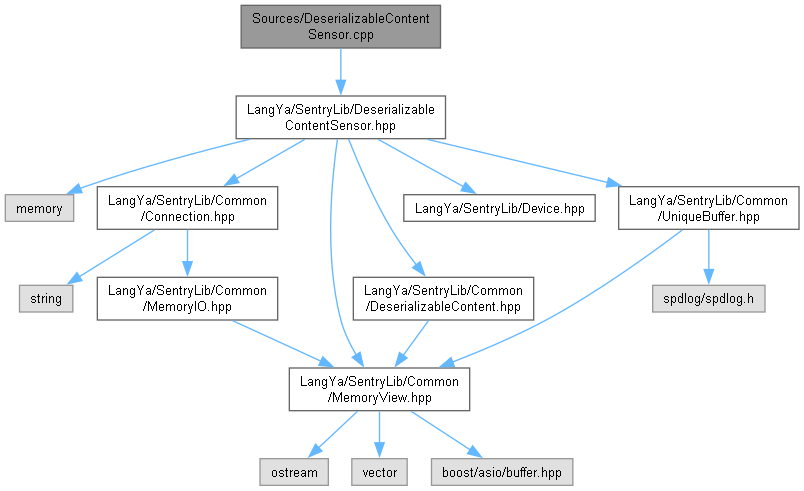 Sources/DeserializableContent
Sensor.cpp
LangYa/SentryLib/Deserializable
ContentSensor.hpp
memory
LangYa/SentryLib/Common
/Connection.hpp
LangYa/SentryLib/Device.hpp
LangYa/SentryLib/Common
/UniqueBuffer.hpp
string
LangYa/SentryLib/Common
/MemoryIO.hpp
LangYa/SentryLib/Common
/DeserializableContent.hpp
spdlog/spdlog.h
LangYa/SentryLib/Common
/MemoryView.hpp
ostream
vector
boost/asio/buffer.hpp